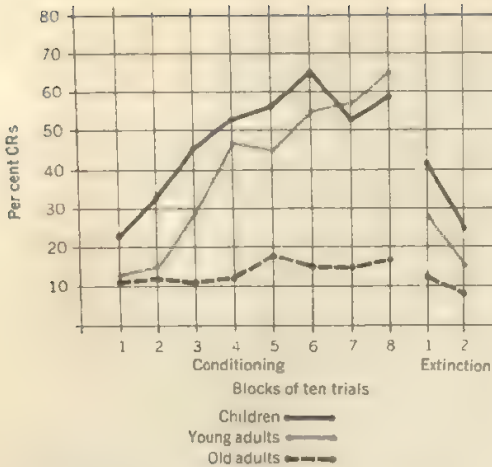 80
70
60
50
40
30
20
10
Per cent CRs
1 2 3 4 5 6 7 8 1 2
Conditioning Extinction
Blocks of ten trials
Children
Young adults
Old adults